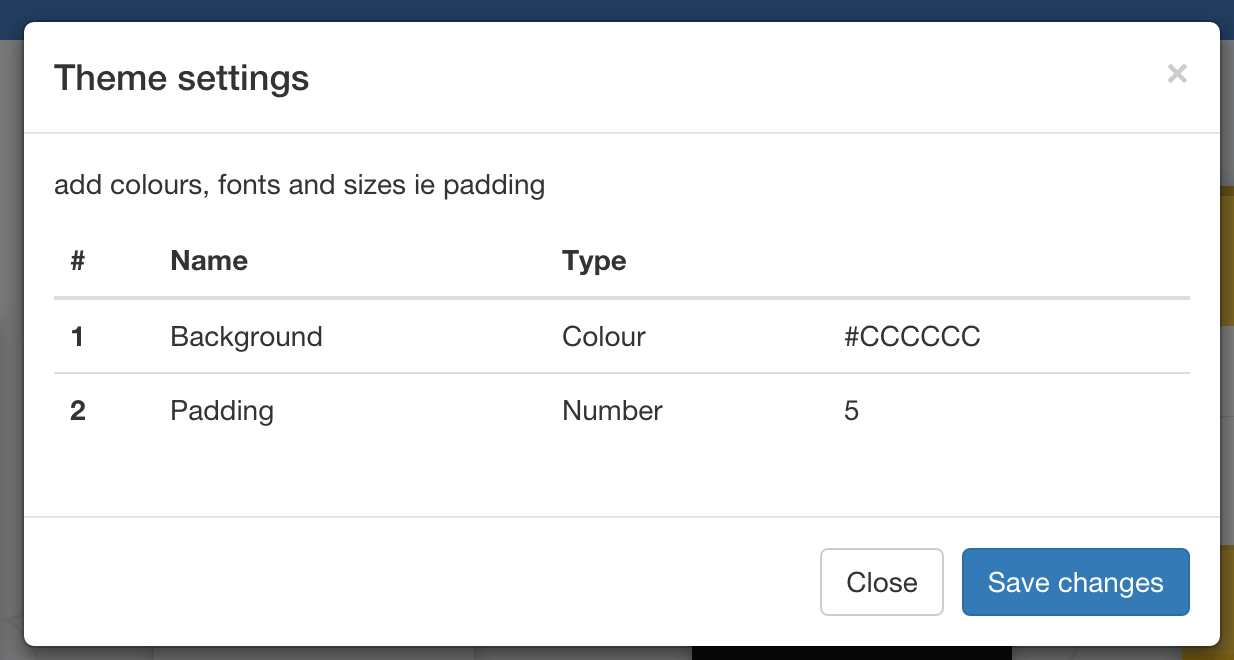 Theme settings ×
add colours, fonts and sizes ie padding
# Name Type
1 Background Colour #CCCCCC
2 Padding Number 5
Close Save changes